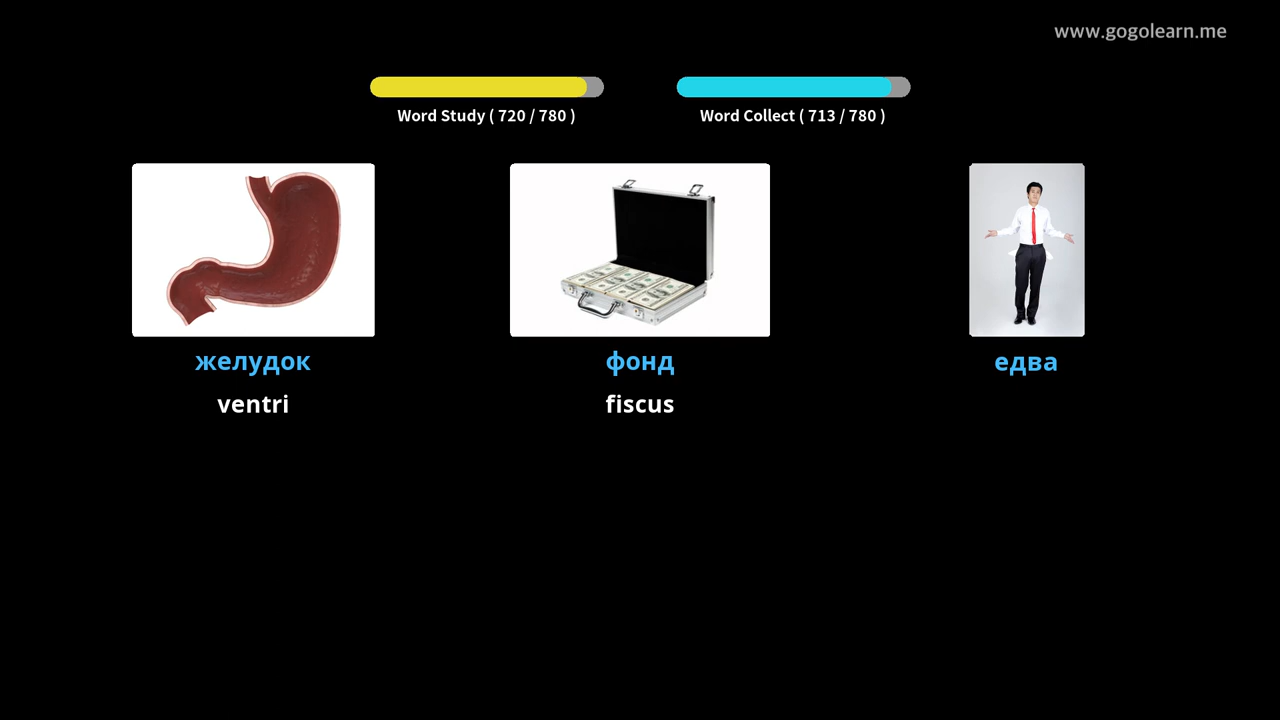 www.gogolearn.me
Word Study ( 720 / 780 )
Word Collect ( 713 / 780 )
желудок
фонд
едва
ventri
fiscus